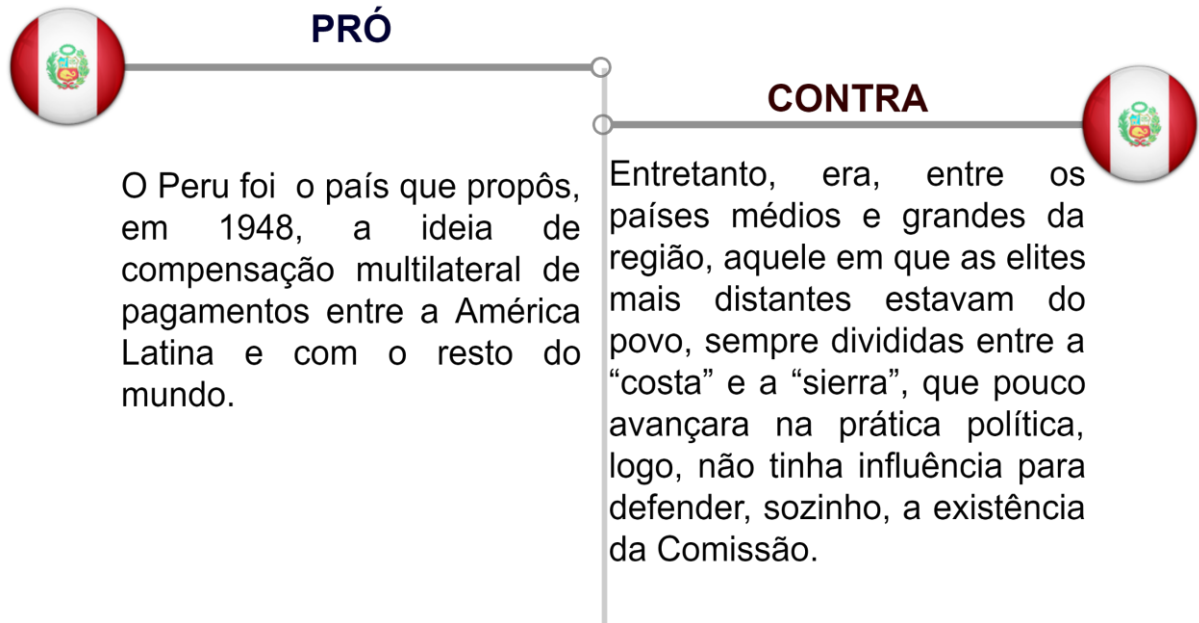 PRÓ
O Peru foi o país que propôs,
em 1948, a ideia de
compensação multilateral de
pagamentos entre a América
Latina e com o resto do
mundo.
CONTRA
Entretanto, era, entre os
países médios e grandes da
região, aquele em que as elites
mais distantes estavam do
povo, sempre divididas entre a
“costa” e a “sierra”, que pouco
avançara na prática política,
logo, não tinha influência para
defender, sozinho, a existência
da Comissão.